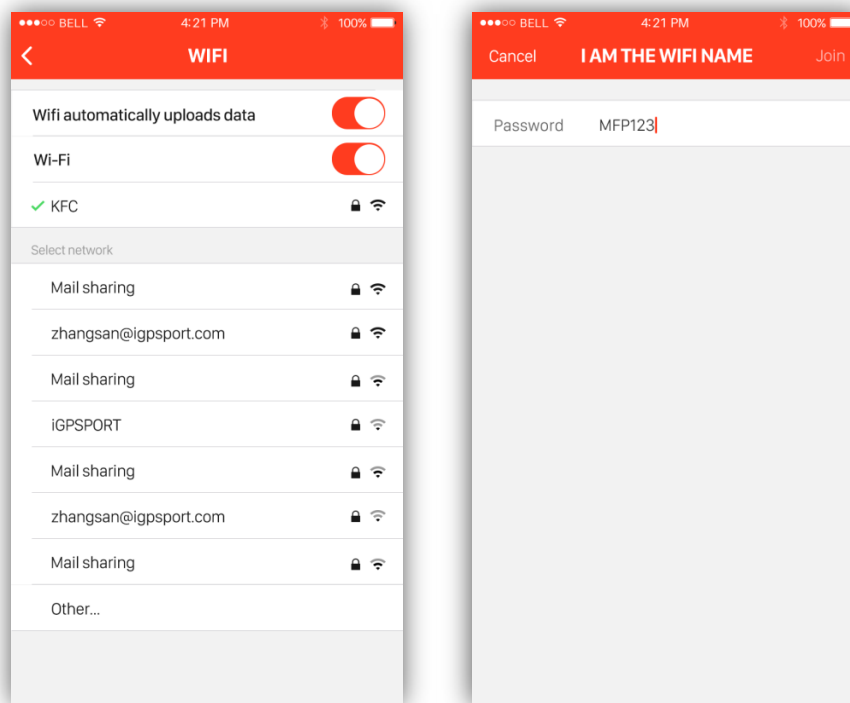 BELL 4:21 PM 100%
WIFI
Wifi automatically uploads data
Wi-Fi
KFC
Select network
Mail sharing
zhangsan@igpsport.com
Mail sharing
iGPSPORT
Mail sharing
zhangsan@igpsport.com
Mail sharing
Other...
BELL 4:21 PM 100%
Cancel I AM THE WIFI NAME Join
Password MFP123